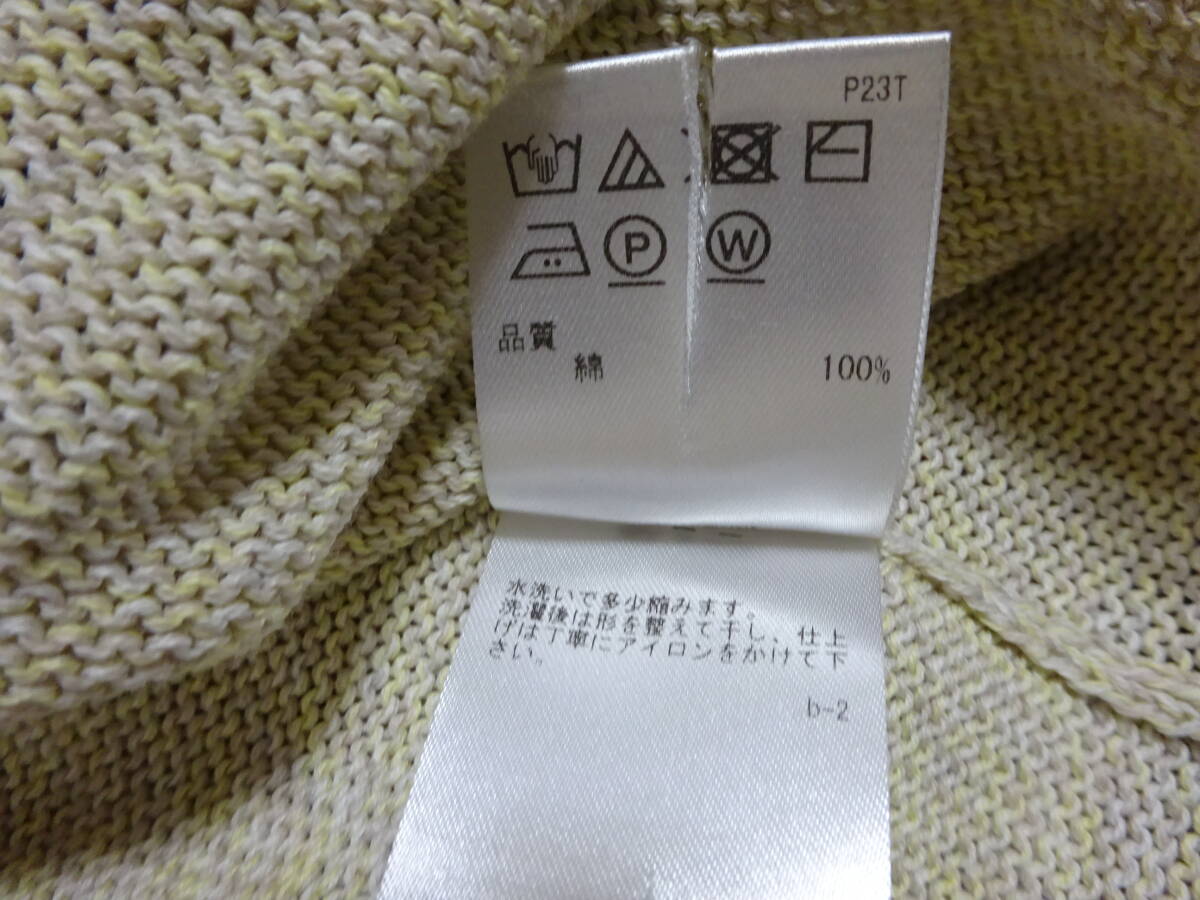 P23T
P W
品質
綿 100%
水洗いで多少縮みます。
洗濯後は形を整えて干し、仕上
げは丁寧にアイロンをかけて下
さい。
b-2